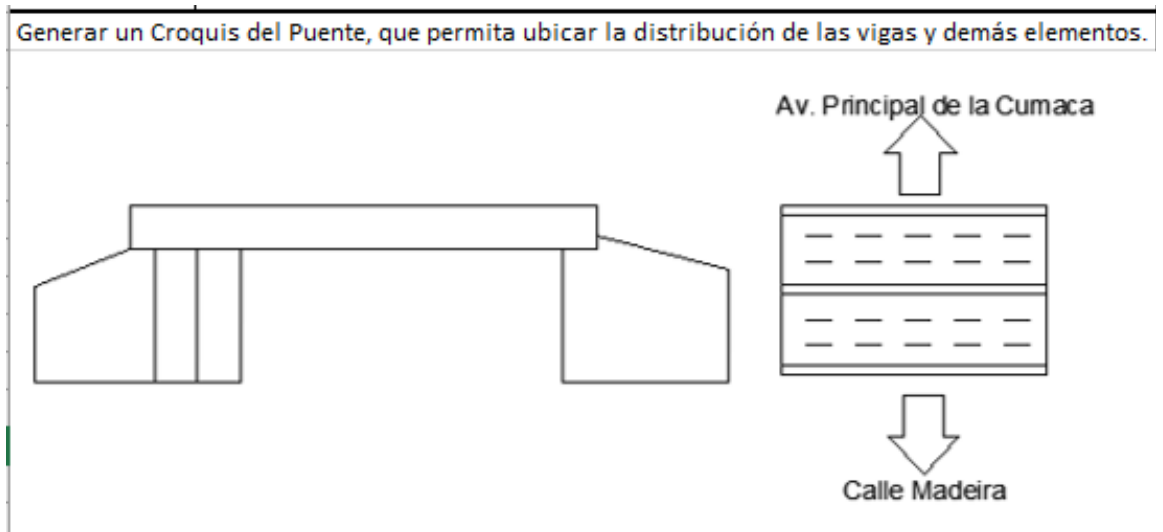 Generar un Croquis del Puente, que permita ubicar la distribución de las vigas y demás elementos.
Av. Principal de la Cumaca
Calle Madeira